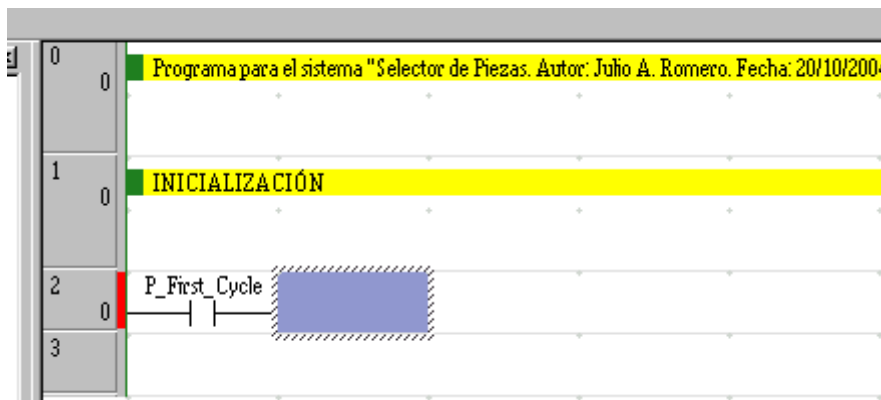 0
0
Programa para el sistema "Selector de Piezas. Autor: Julio A. Romero. Fecha: 20/10/200
1
INICIALIZACIÓN
0
2
P_First_Cycle
0
3